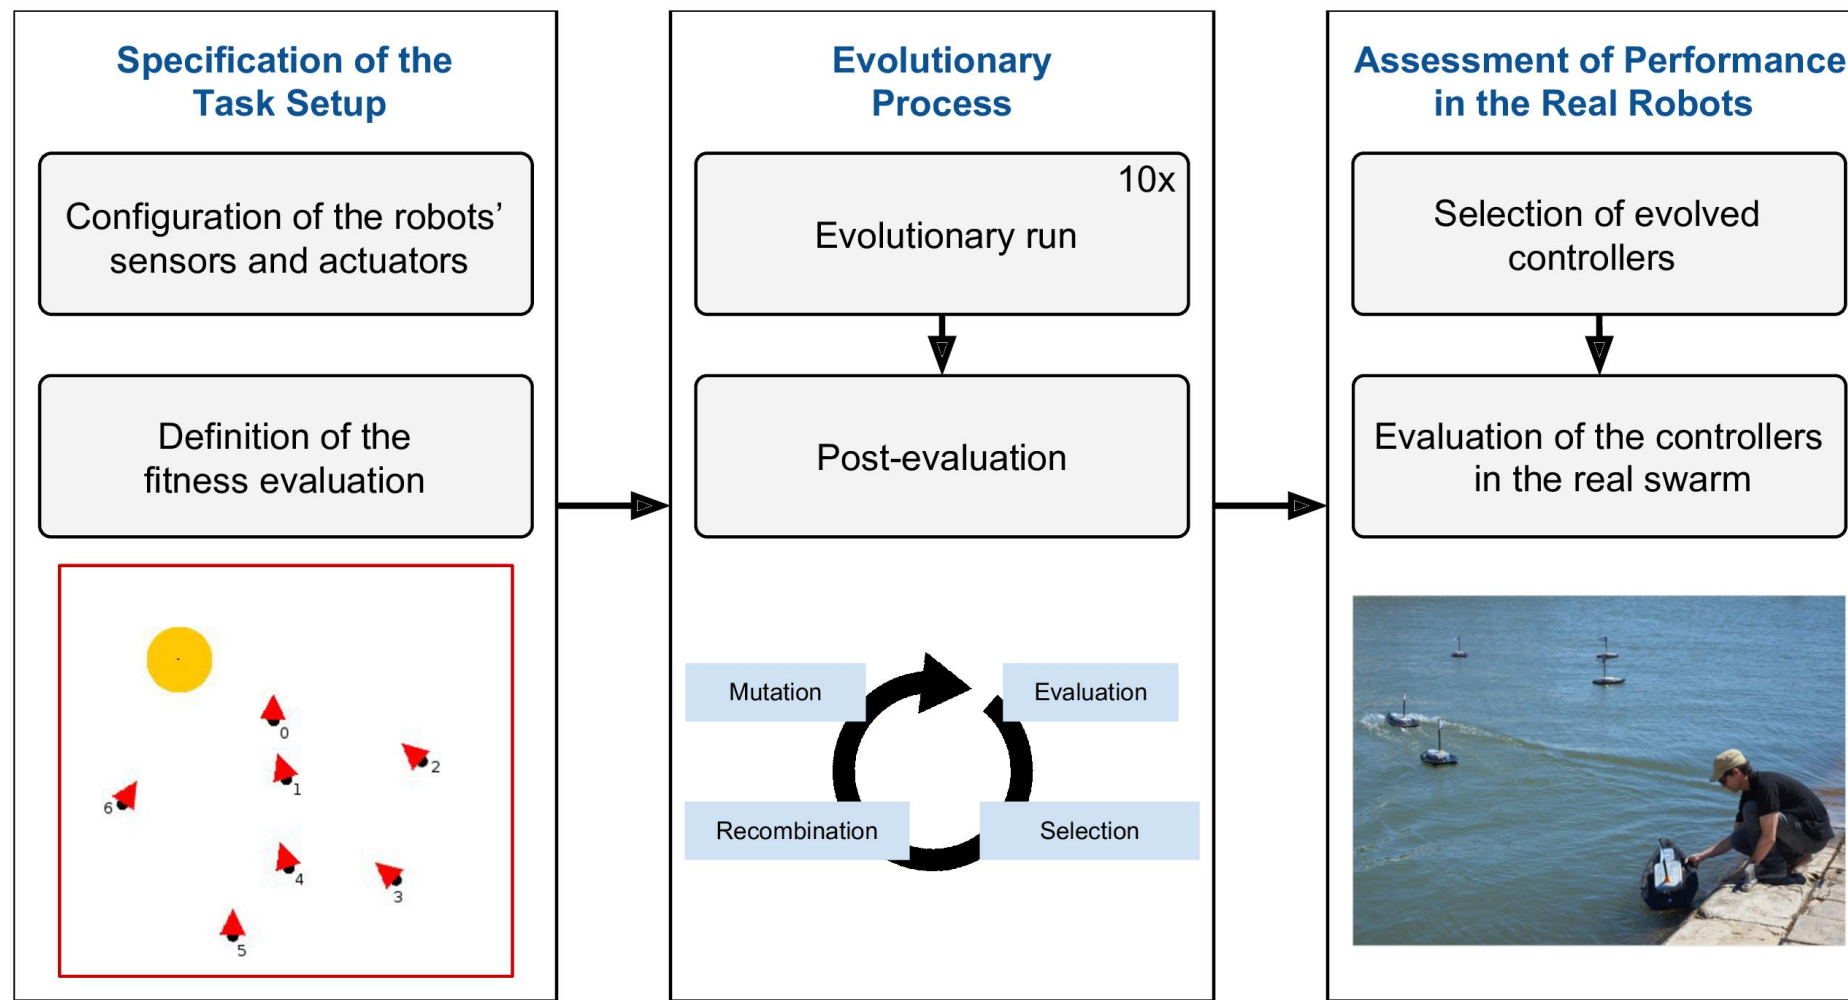 Specification of the
Task Setup
Configuration of the robots’
sensors and actuators
Definition of the
fitness evaluation
0
1
2
6
4
3
5
Evolutionary
Process
10x
Evolutionary run
Post-evaluation
Mutation
Evaluation
Recombination
Selection
Assessment of Performance
in the Real Robots
Selection of evolved
controllers
Evaluation of the controllers
in the real swarm